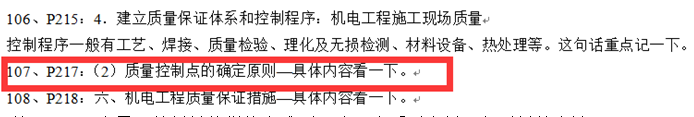 106、P215：4．建立质量保证体系和控制程序：机电工程施工现场质量
控制程序一般有工艺、焊接、质量检验、理化及无损检测、材料设备、热处理等。这句话重点记一下。
107、P217：（2）质量控制点的确定原则—具体内容看一下。
108、P218：六、机电工程质量保证措施—具体内容看一下。